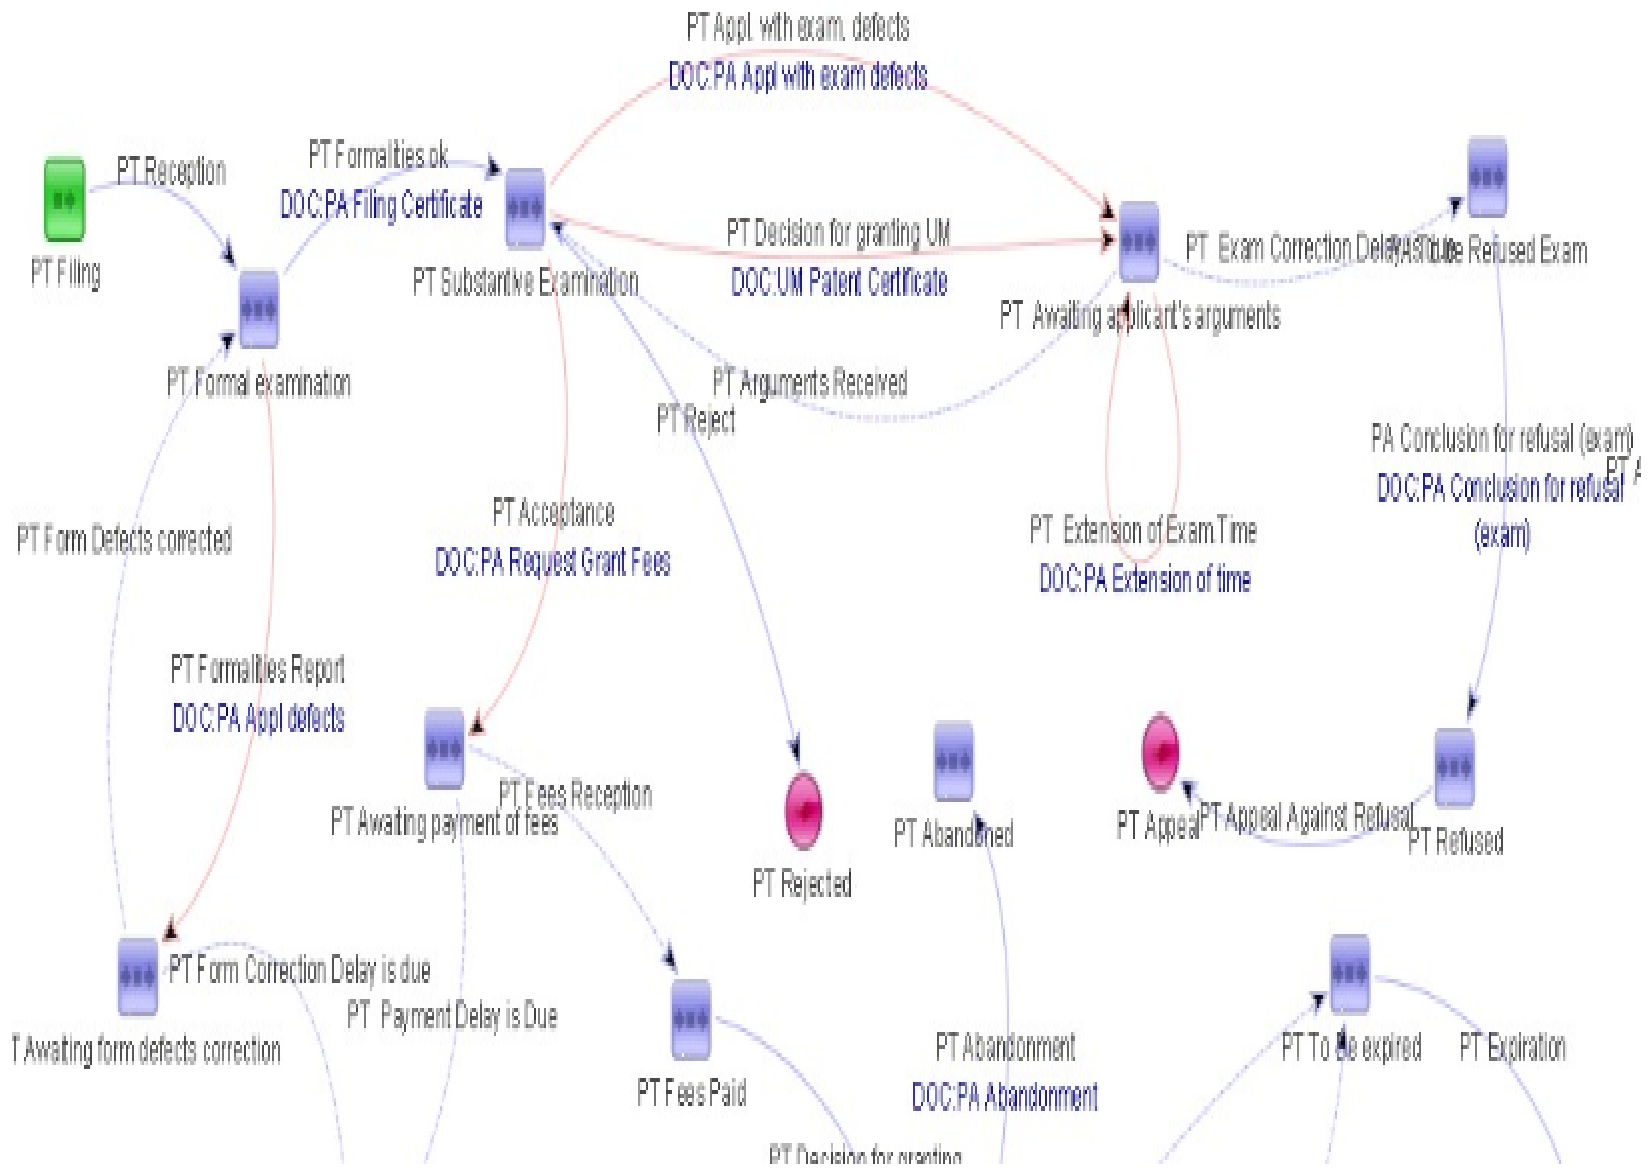 PT Appl. with exam. defects
DOC:PA Appl with exam defects
PT Reception
PT Formalities ok
DOC:PA Filing Certificate
PT Filing
PT Substantive Examination
PT Decision for granting UM
DOC:UM Patent Certificate
PT Exam Correction Delay
Refused Exam
PT Awaiting applicant's arguments
PT Formal examination
PT Arguments Received
PT Reject
PA Conclusion for refusal (exam)
PT A
DOC:PA Conclusion for refusal
(exam)
PT Form Defects corrected
PT Acceptance
DOC:PA Request Grant Fees
PT Extension of Exam.Time
DOC:PA Extension of time
PT Formalities Report
DOC:PA Appl defects
PT Fees Reception
PT Awaiting payment of fees
PT Rejected
PT Abandoned
PT Appeal
PT Appeal Against Refusal
PT Refused
PT Form Correction Delay is due
PT Payment Delay is Due
T Awaiting form defects correction
PT Fees Paid
PT Abandonment
DOC:PA Abandonment
PT To be expired
PT Expiration
PT Decision for granting